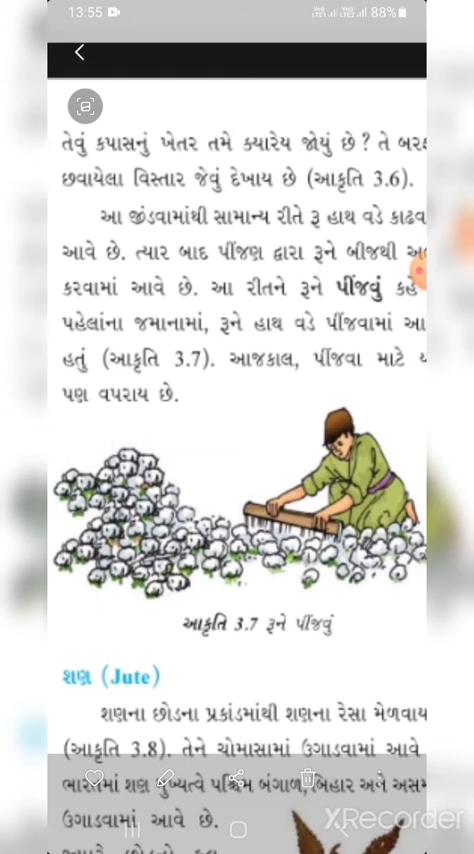 13:55
88%
તેવું કપાસનું ખેતર તમે ક્યારેય જોયું છે ? તે
છવાયેલા વિસ્તાર જેવું દેખાય છે (આકૃતિ 3.6).
આ જીંડવામાંથી સામાન્ય રીતે રૂ હાથ વડે
આવે છે. ત્યાર બાદ પીંજણ દ્વારા રૂને બીજથી
કરવામાં આવે છે. આ રીતને રૂને પીંજવું
પહેલાંના જમાનામાં, રૂને હાથ વડે પીંજવામાં
હતું (આકૃતિ 3.7). આજકાલ, પીંજવા માટે
પણ વપરાય છે.
આકૃતિ 3.7 રૂને પીંજવું
શણ (Jute)
શણના છોડના પ્રકાંડમાંથી શણના રેસા
(આકૃતિ 3.8). તેને ચોમાસામાં ઉગાડવામાં આવે
ભારતમાં શણ મુખ્યત્વે પશ્ચિમ બંગાળ, બિહાર અને
ઉગાડવામાં આવે છે.
XRecorder